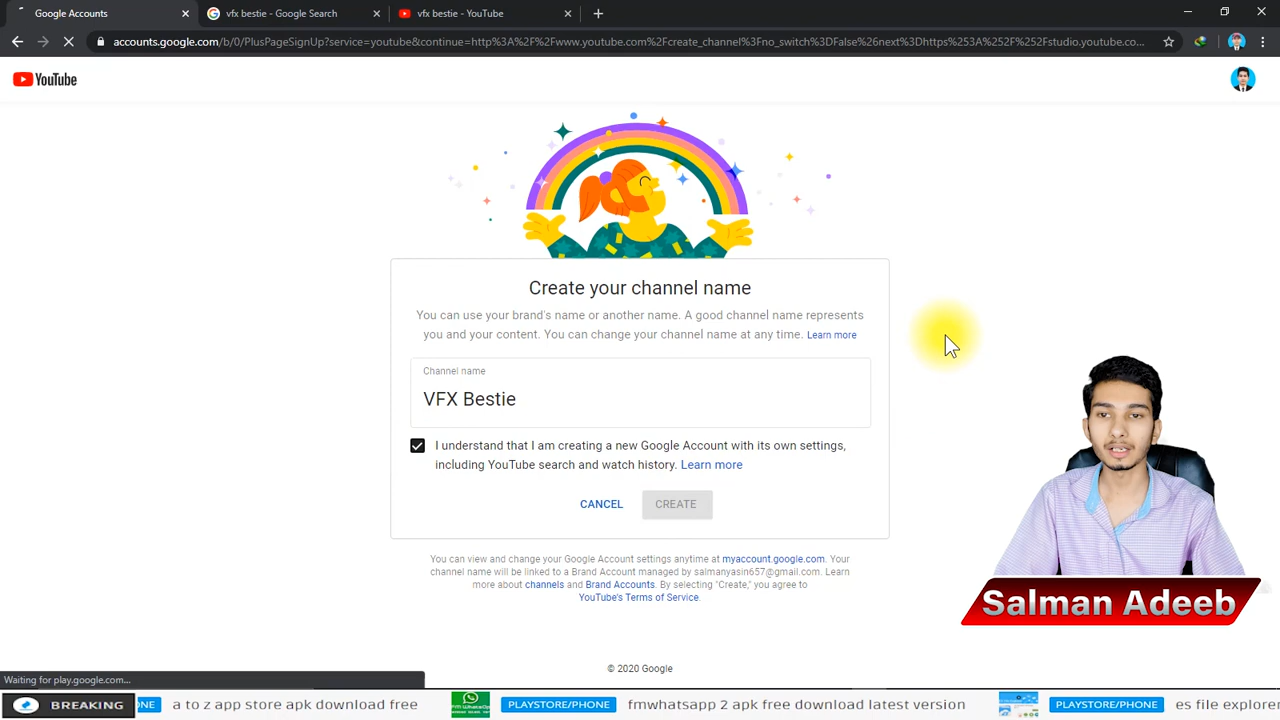 Google Accounts
vfx bestie - Google Search
vfx bestie - YouTube
accounts.google.com/b/0/PlusPageSignUp?service=youtube&continue=http%3A%2F%2Fwww.youtube.com%2Fcreate_channel%3Fno_switch%3DFalse%26next%3Dhttps%253A%252F%252Fstudio.youtube.co...
YouTube
Create your channel name
You can use your brand's name or another name. A good channel name represents
you and your content. You can change your channel name at any time. Learn more
Channel name
VFX Bestie
I understand that I am creating a new Google Account with its own settings,
including YouTube search and watch history. Learn more
CANCEL
CREATE
You can view and change your Google Account settings anytime at myaccount.google.com. Your
channel name will be linked to a Brand Account managed by salmanyasin657@gmail.com. Learn
more about channels and Brand Accounts. By selecting "Create," you agree to
YouTube's Terms of Service.
Salman Adeeb
© 2020 Google
Waiting for play.google.com...
BREAKING
NE a to z app store apk download free PLAYSTORE/PHONE fmwhatsapp 2 apk free download latest version PLAYSTORE/PHONE es file explorer